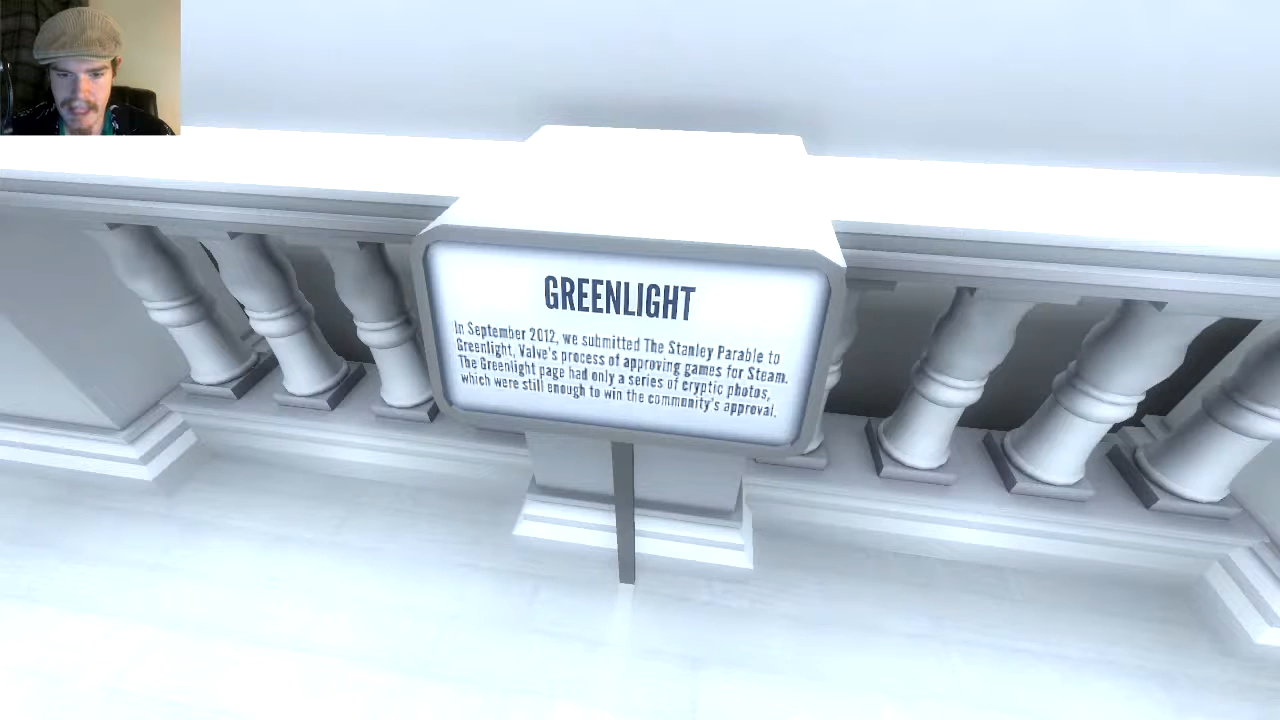 GREENLIGHT
In September 2012, we submitted The Stanley Parable to
Greenlight, Valve's process of approving games for Steam.
The Greenlight page had only a series of cryptic photos,
which were still enough to win the community's approval.